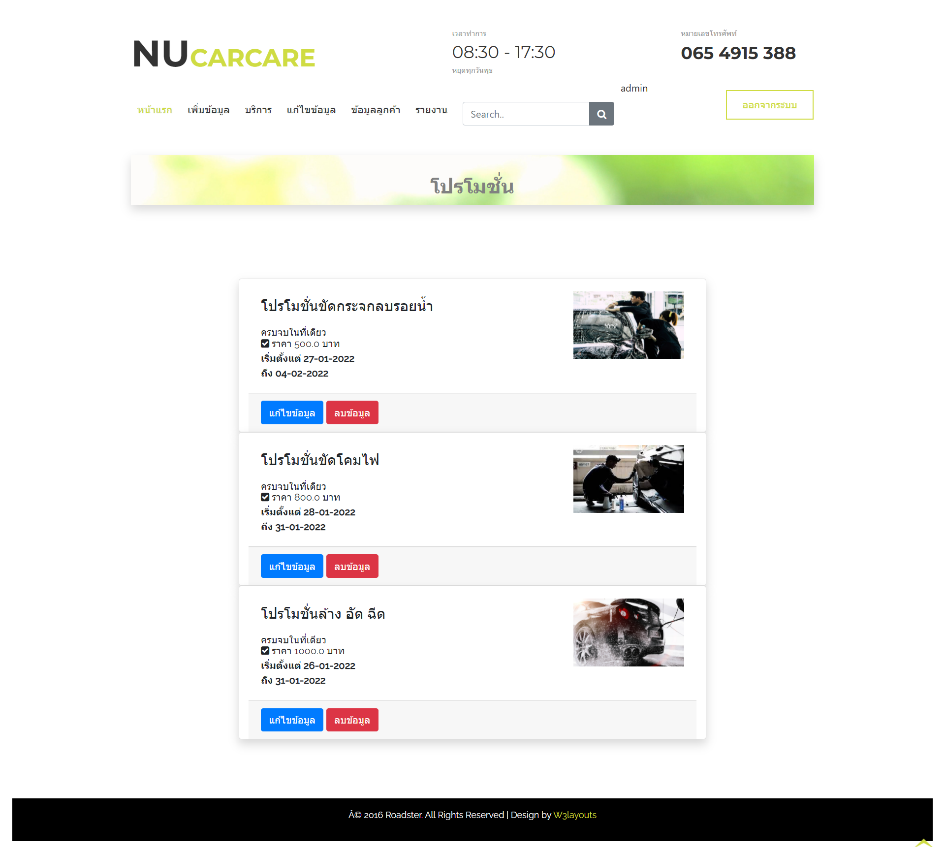 เวลาทำการ
หมายเลขโทรศัพท์
NUCARCARE
08:30 - 17:30
065 4915 388
หยุดทุกวันพุธ
admin
หน้าแรก เพิ่มข้อมูล บริการ แก้ไขข้อมูล ข้อมูลลูกค้า รายงาน Search.. ออกจากระบบ
โปรโมชั่น
โปรโมชั่นขัดกระจกลบรอยน้ำ
ครบจบในที่เดียว
ราคา 500.0 บาท
เริ่มตั้งแต่ 27-01-2022
ถึง 04-02-2022
แก้ไขข้อมูล ลบข้อมูล
โปรโมชั่นขัดโคมไฟ
ครบจบในที่เดียว
ราคา 800.0 บาท
เริ่มตั้งแต่ 28-01-2022
ถึง 31-01-2022
แก้ไขข้อมูล ลบข้อมูล
โปรโมชั่นล้าง อัด ฉีด
ครบจบในที่เดียว
ราคา 1000.0 บาท
เริ่มตั้งแต่ 26-01-2022
ถึง 31-01-2022
แก้ไขข้อมูล ลบข้อมูล
Â© 2016 Roadster. All Rights Reserved | Design by W3layouts